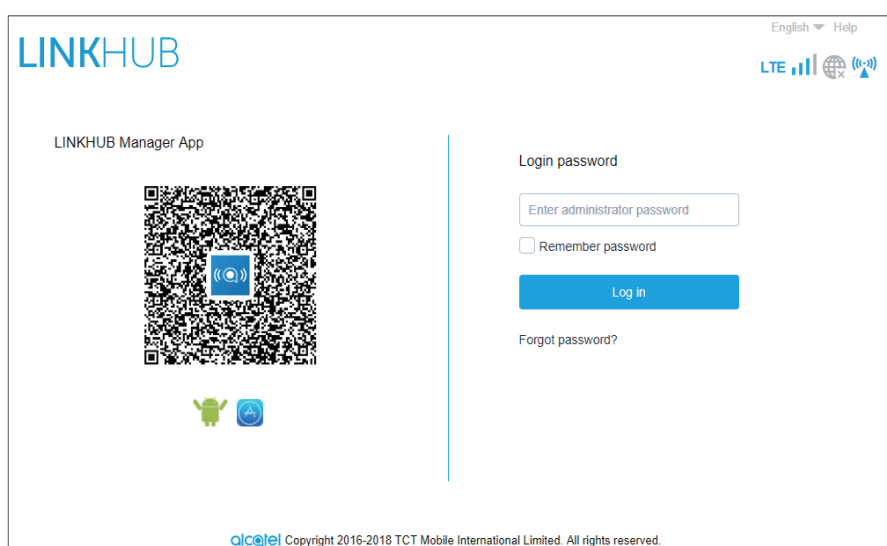 English Help
LINKHUB
LTE
LINKHUB Manager App
Login password
Enter administrator password
Remember password
Log in
Forgot password?
alcatel Copyright 2016-2018 TCT Mobile International Limited. All rights reserved.